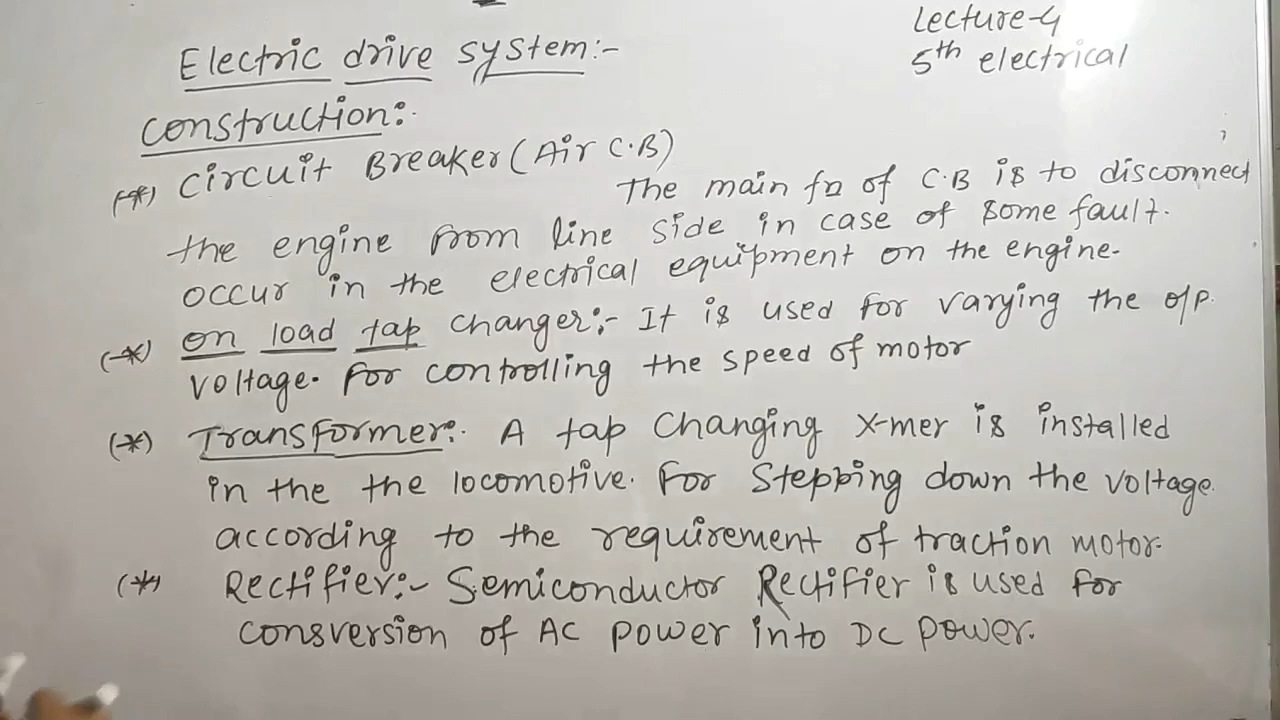 Lecture-4
5th electrical
Electric drive system:-
construction:-
(*) Circuit Breaker (Air C.B)
The main fn of C.B is to disconnect
the engine from line side in case of some fault.
occur in the electrical equipment on the engine.
(*) on load tap changer:- It is used for varying the o/p.
voltage. For controlling the speed of motor
(*) Transformer:. A tap changing X-mer is installed
in the the locomotive. For stepping down the voltage.
according to the requirement of traction motor.
(*) Rectifier:- Semiconductor Rectifier is used for
consversion of AC power into DC power.